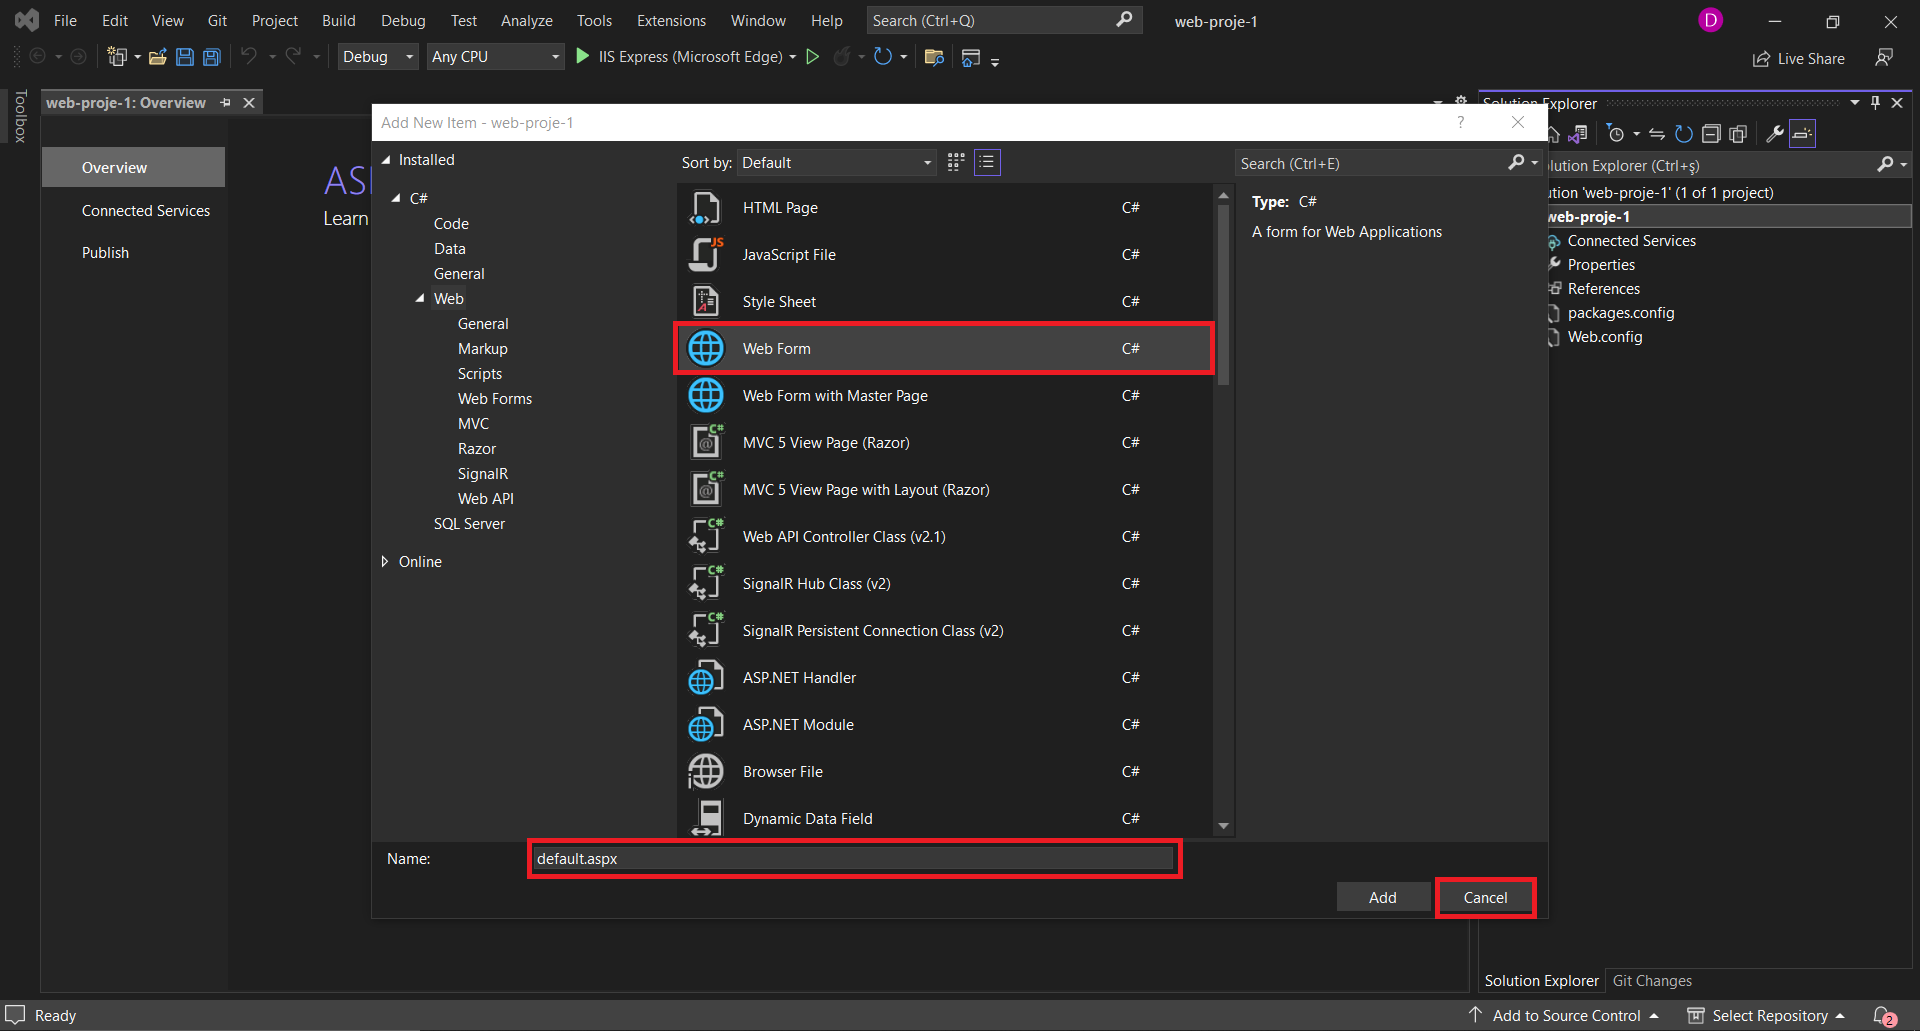 File Edit View Git Project Build Debug Test Analyze Tools Extensions Window Help Search (Ctrl+Q) web-proje-1 D
Debug Any CPU IIS Express (Microsoft Edge) Live Share
Toolbox
web-proje-1: Overview
Overview
Connected Services
Publish
AS
Learn
Add New Item - web-proje-1 ?
Installed
C#
Code
Data
General
Web
General
Markup
Scripts
Web Forms
MVC
Razor
SignalR
Web API
SQL Server
Online
Sort by: Default
HTML Page C#
JavaScript File C#
Style Sheet C#
Web Form C#
Web Form with Master Page C#
MVC 5 View Page (Razor) C#
MVC 5 View Page with Layout (Razor) C#
Web API Controller Class (v2.1) C#
SignalR Hub Class (v2) C#
SignalR Persistent Connection Class (v2) C#
ASP.NET Handler C#
ASP.NET Module C#
Browser File C#
Dynamic Data Field C#
Search (Ctrl+E)
Type: C#
A form for Web Applications
Name: default.aspx
Add Cancel
Solution Explorer
olution Explorer (Ctrl+ş)
ution 'web-proje-1' (1 of 1 project)
web-proje-1
Connected Services
Properties
References
packages.config
Web.config
Solution Explorer Git Changes
Ready Add to Source Control Select Repository 2